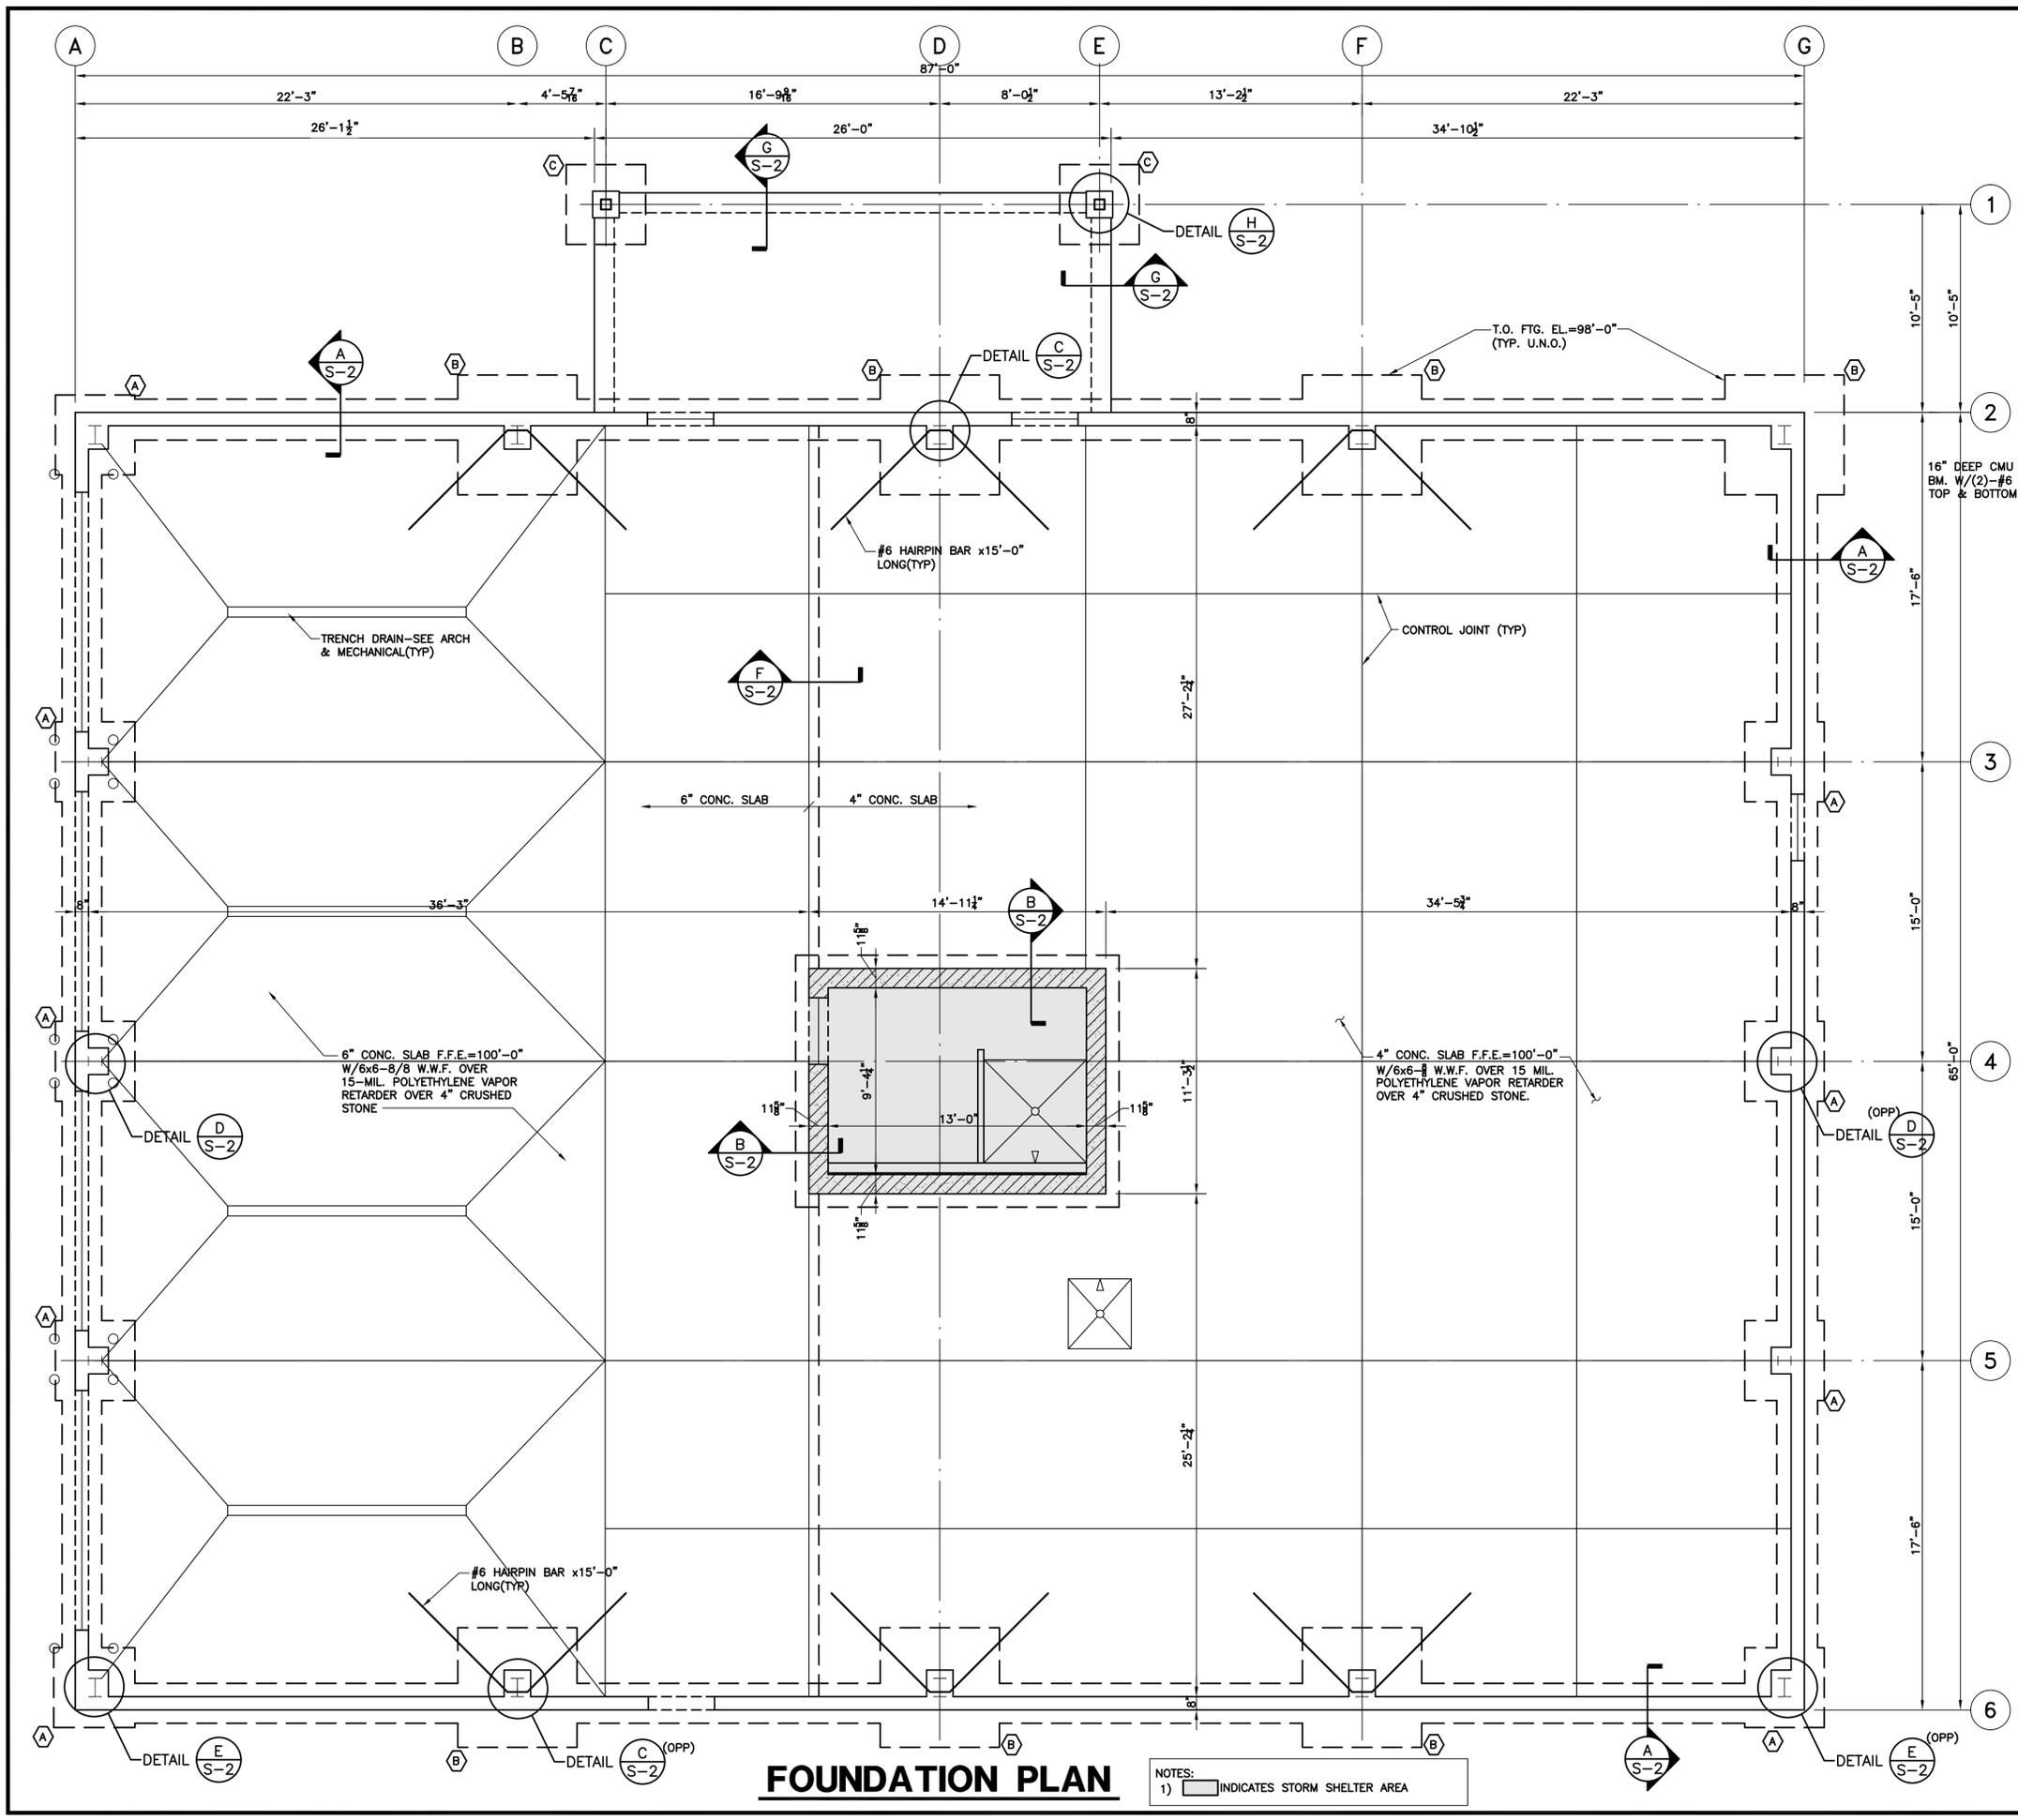 A B C D E F G
87'-0"
22'-3" 4'-5 7/16" 16'-9 9/16" 8'-0 1/2" 13'-2 1/2" 22'-3"
26'-1 1/2" 26'-0" 34'-10 1/2"
G
S-2
C
C
1
DETAIL H
S-2
G
S-2
10'-5" 10'-5"
T.O. FTG. EL.=98'-0"
(TYP. U.N.O.)
A
S-2
DETAIL C
S-2
A B B B B
2
8"
16" DEEP CMU
BM. W/(2)-#6
TOP & BOTTOM
#6 HAIRPIN BAR x15'-0"
LONG(TYP)
A
S-2
17'-6"
TRENCH DRAIN-SEE ARCH
& MECHANICAL(TYP)
CONTROL JOINT (TYP)
F
S-2
27'-2 1/4"
A
3
6" CONC. SLAB 4" CONC. SLAB
A
8" 36'-3" 14'-11 1/4" 34'-5 3/4" 8"
B
S-2
15'-0"
11 5/8"
A
4
65'-0"
6" CONC. SLAB F.F.E.=100'-0"
W/6x6-8/8 W.W.F. OVER
15-MIL. POLYETHYLENE VAPOR
RETARDER OVER 4" CRUSHED
STONE
9'-4 1/4"
11'-3 1/2"
4" CONC. SLAB F.F.E.=100'-0"
W/6x6-8/8 W.W.F. OVER 15 MIL.
POLYETHYLENE VAPOR RETARDER
OVER 4" CRUSHED STONE.
A
11 5/8" 13'-0" 11 5/8"
DETAIL D
S-2
B
S-2
(OPP)
DETAIL D
S-2
11 5/8"
15'-0"
A
5
A
25'-2 1/4"
17'-6"
#6 HAIRPIN BAR x15'-0"
LONG(TYP)
8"
6
A B B B A
DETAIL E
S-2
DETAIL C
S-2
(OPP)
A
S-2
DETAIL E
S-2
(OPP)
FOUNDATION PLAN
NOTES:
1) INDICATES STORM SHELTER AREA